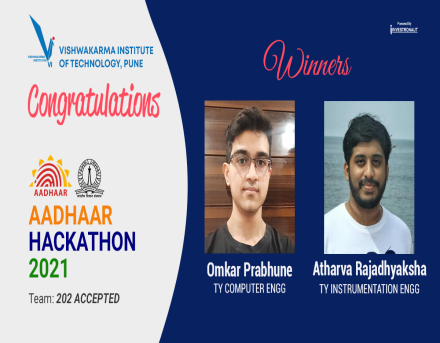 VISHWAKARMA INSTITUTE
OF TECHNOLOGY, PUNE
Congratulations
AADHAAR
AADHAAR
HACKATHON
2021
Team: 202 ACCEPTED
Powered By
INVESTRONAUT
Winners
Omkar Prabhune
TY COMPUTER ENGG
Atharva Rajadhyaksha
TY INSTRUMENTATION ENGG